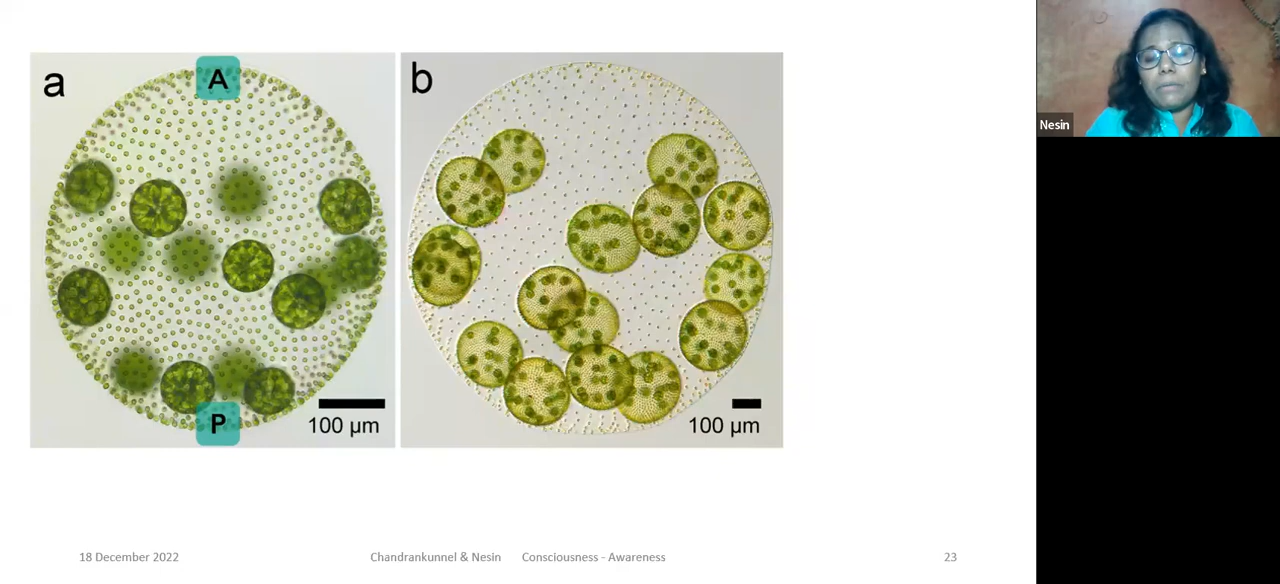 a
A
P
100 µm
b
100 µm
Nesin
18 December 2022
Chandrankunnel & Nesin Consciousness - Awareness
23